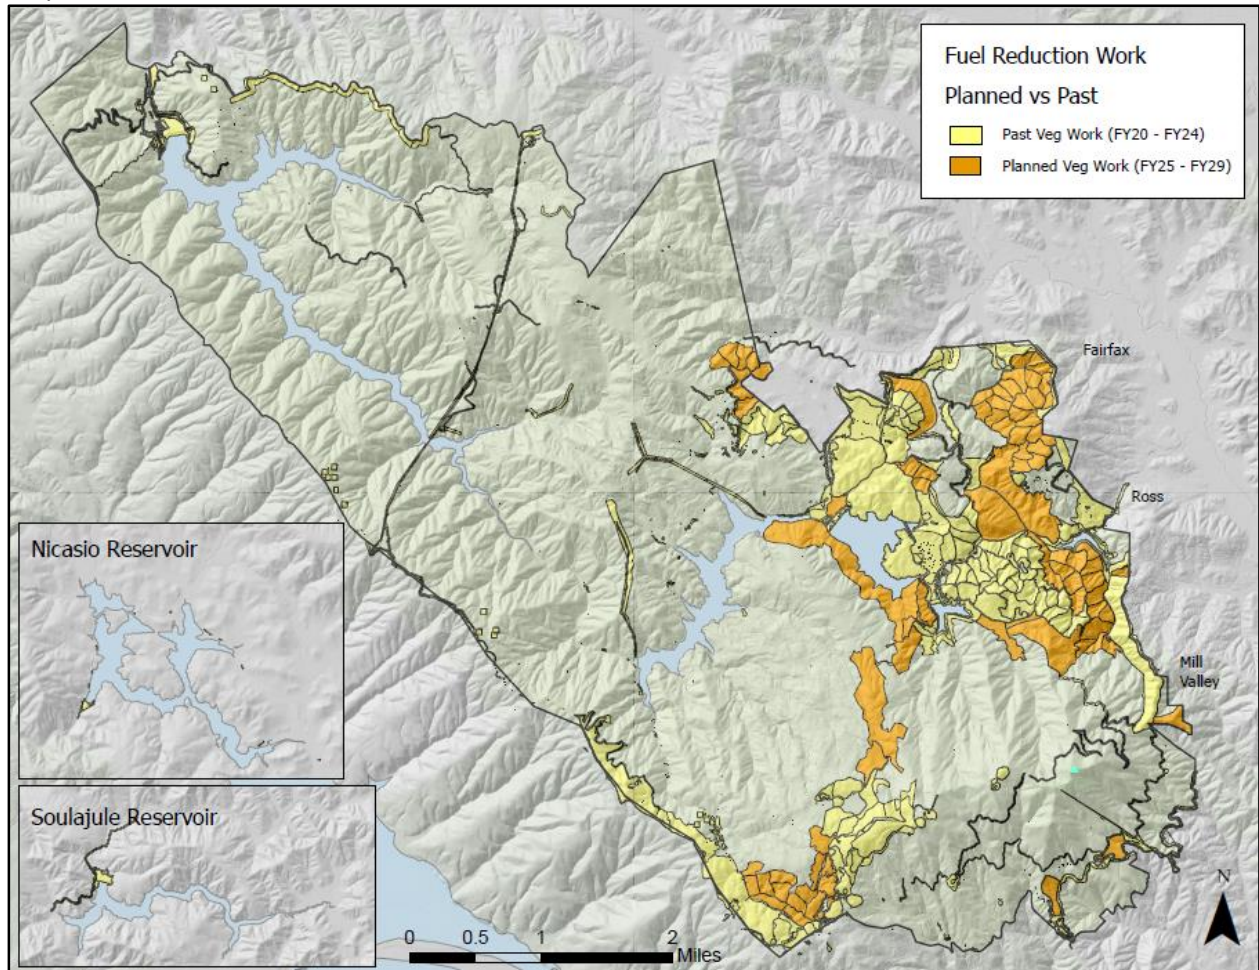 Fuel Reduction Work
Planned vs Past
Past Veg Work (FY20 - FY24)
Planned Veg Work (FY25 - FY29)
Fairfax
Ross
Nicasio Reservoir
Mill
Valley
Soulajule Reservoir
N
0 0.5 1 2
Miles